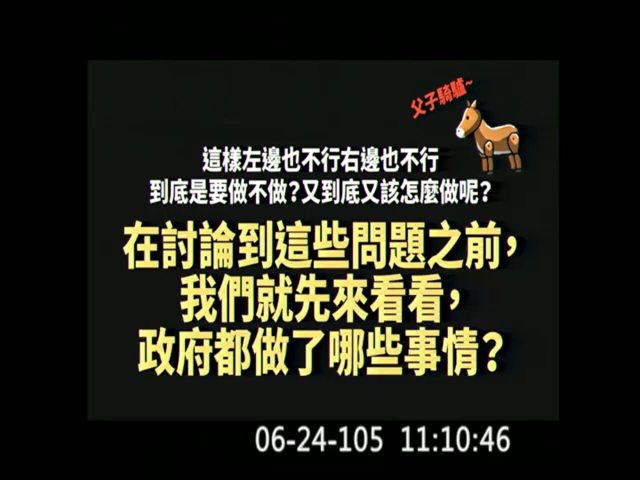 父子騎驢~
這樣左邊也不行右邊也不行
到底是要做不做？又到底又該怎麼做呢？
在討論到這些問題之前，
我們就先來看看，
政府都做了哪些事情？
06-24-105 11:10:46